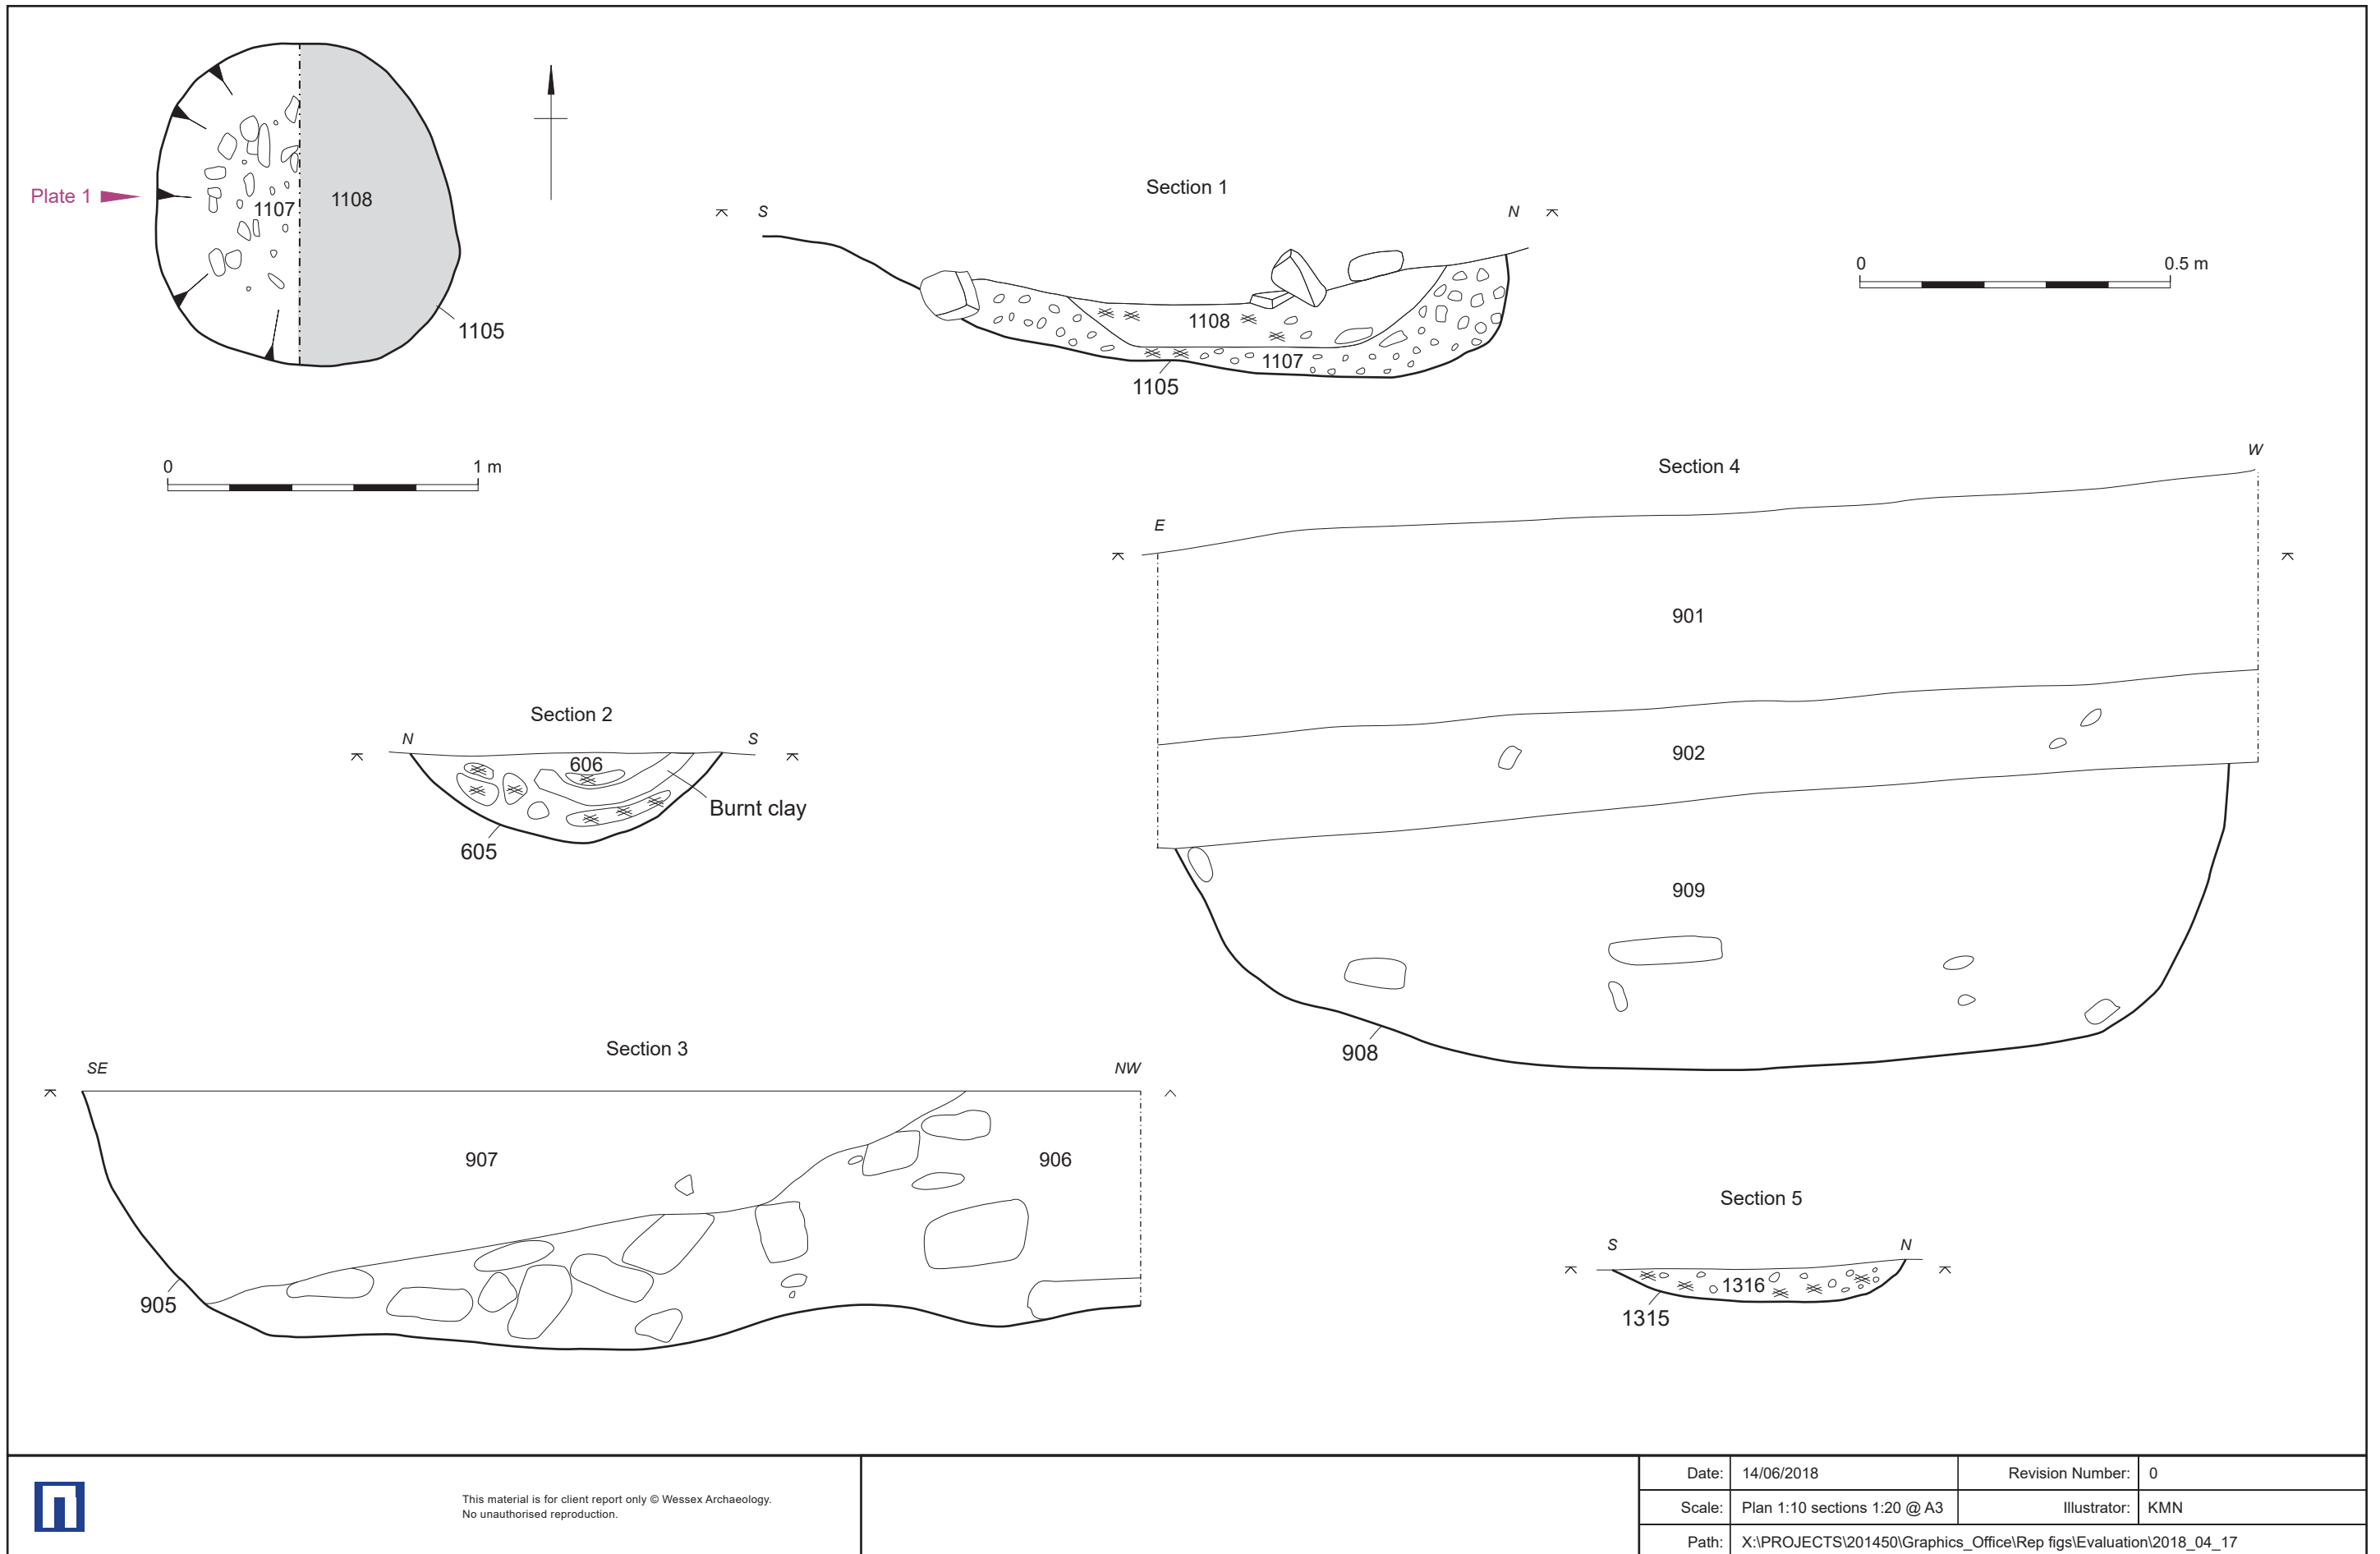 Plate 1
1107
1108
1105
0 1 m
Section 1
S N
1108
1107
1105
0 0.5 m
Section 4
W
E
901
902
909
908
Section 2
N S
606
Burnt clay
605
Section 3
SE NW
907
906
905
Section 5
S N
1316
1315
This material is for client report only © Wessex Archaeology.
No unauthorised reproduction.
Date: 14/06/2018 Revision Number: 0
Scale: Plan 1:10 sections 1:20 @ A3 Illustrator: KMN
Path: X:\PROJECTS\201450\Graphics_Office\Rep figs\Evaluation\2018_04_17